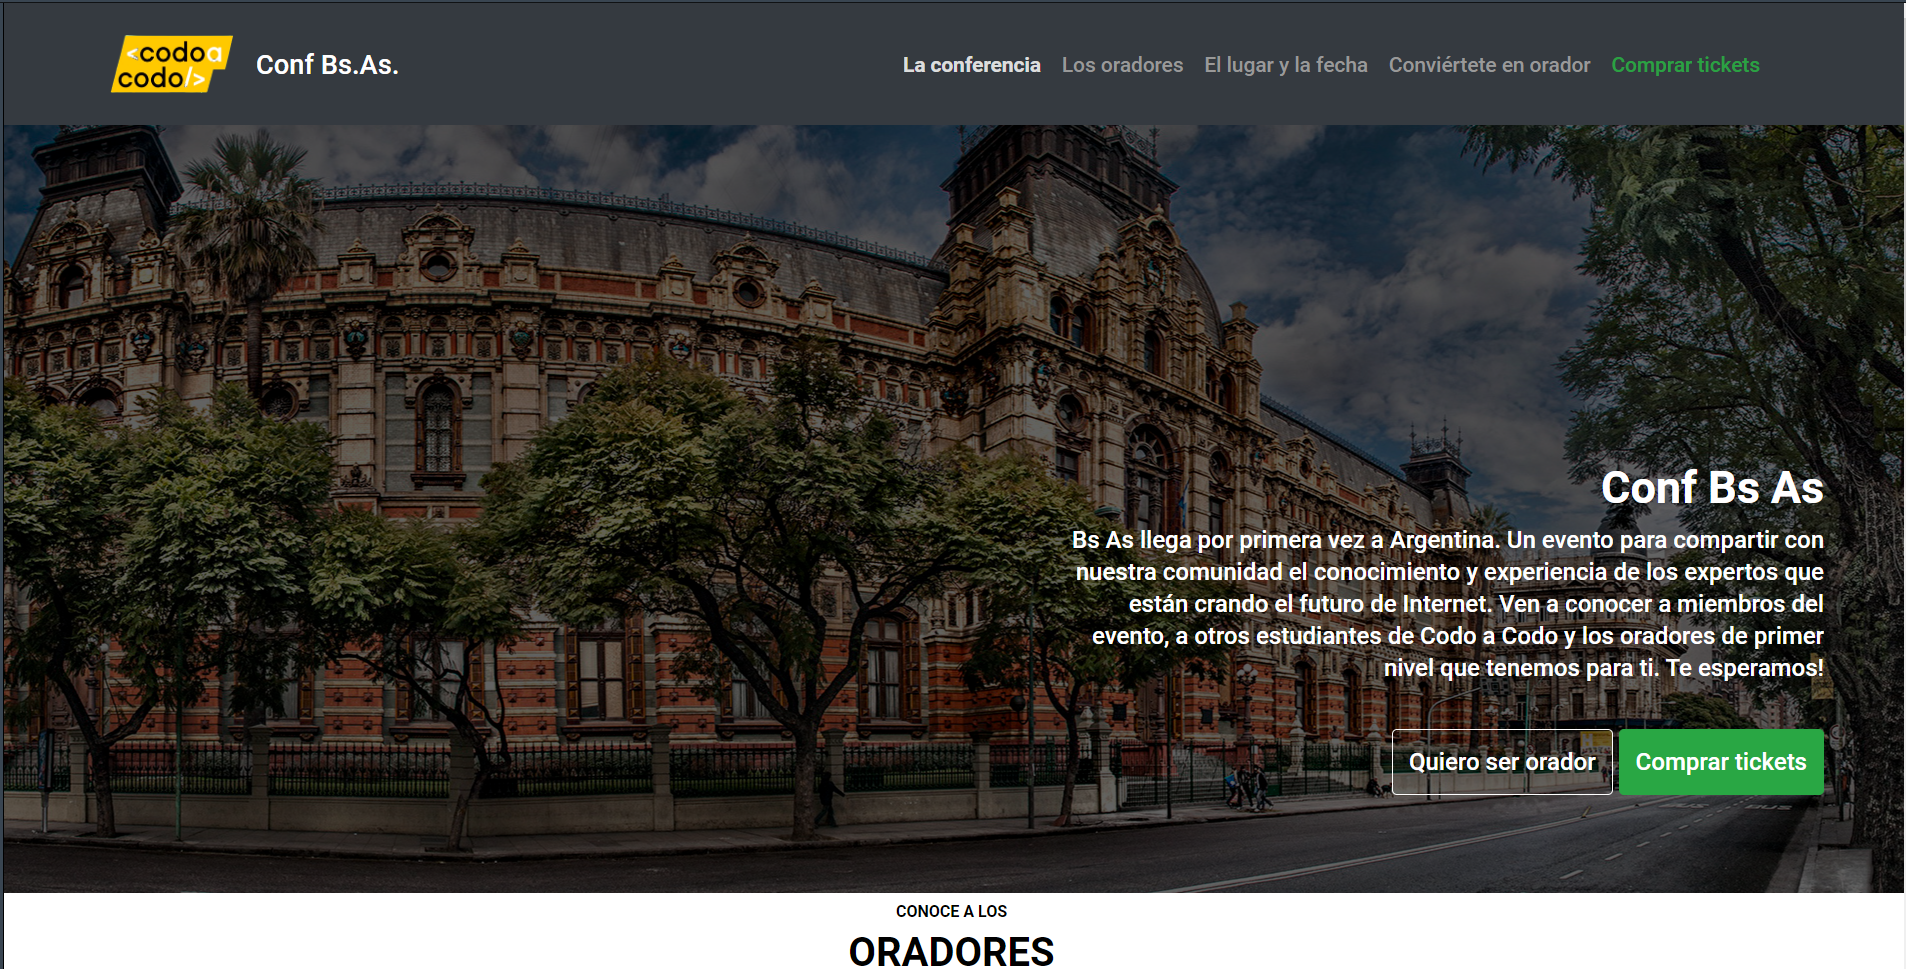 <codo a
codo/>
Conf Bs.As.
La conferencia
Los oradores
El lugar y la fecha
Conviértete en orador
Comprar tickets
Conf Bs As
Bs As llega por primera vez a Argentina. Un evento para compartir con
nuestra comunidad el conocimiento y experiencia de los expertos que
están crando el futuro de Internet. Ven a conocer a miembros del
evento, a otros estudiantes de Codo a Codo y los oradores de primer
nivel que tenemos para ti. Te esperamos!
Quiero ser orador
Comprar tickets
BUS
BUS
CONOCE A LOS
ORADORES